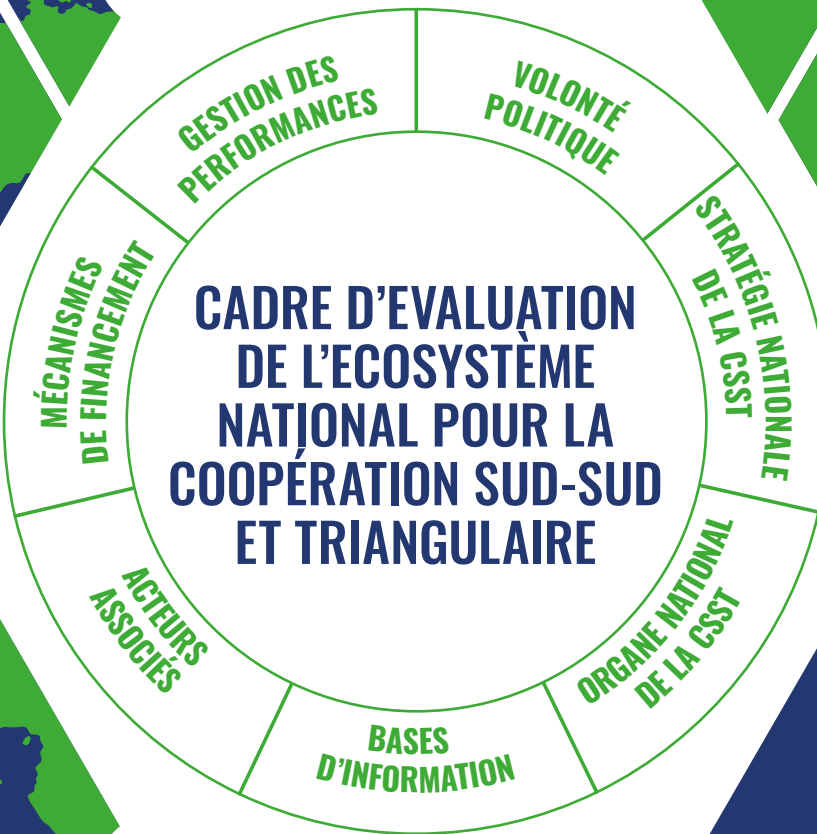 CADRE D'EVALUATION
DE L'ECOSYSTÈME
NATIONAL POUR LA
COOPÉRATION SUD-SUD
ET TRIANGULAIRE
VOLONTÉ
POLITIQUE
STRATÉGIE NATIONALE
DE LA CSST
ORGANE NATIONAL
DE LA CSST
BASES
D'INFORMATION
ACTEURS
ASSOCIÉS
MÉCANISMES
DE FINANCEMENT
GESTION DES
PERFORMANCES